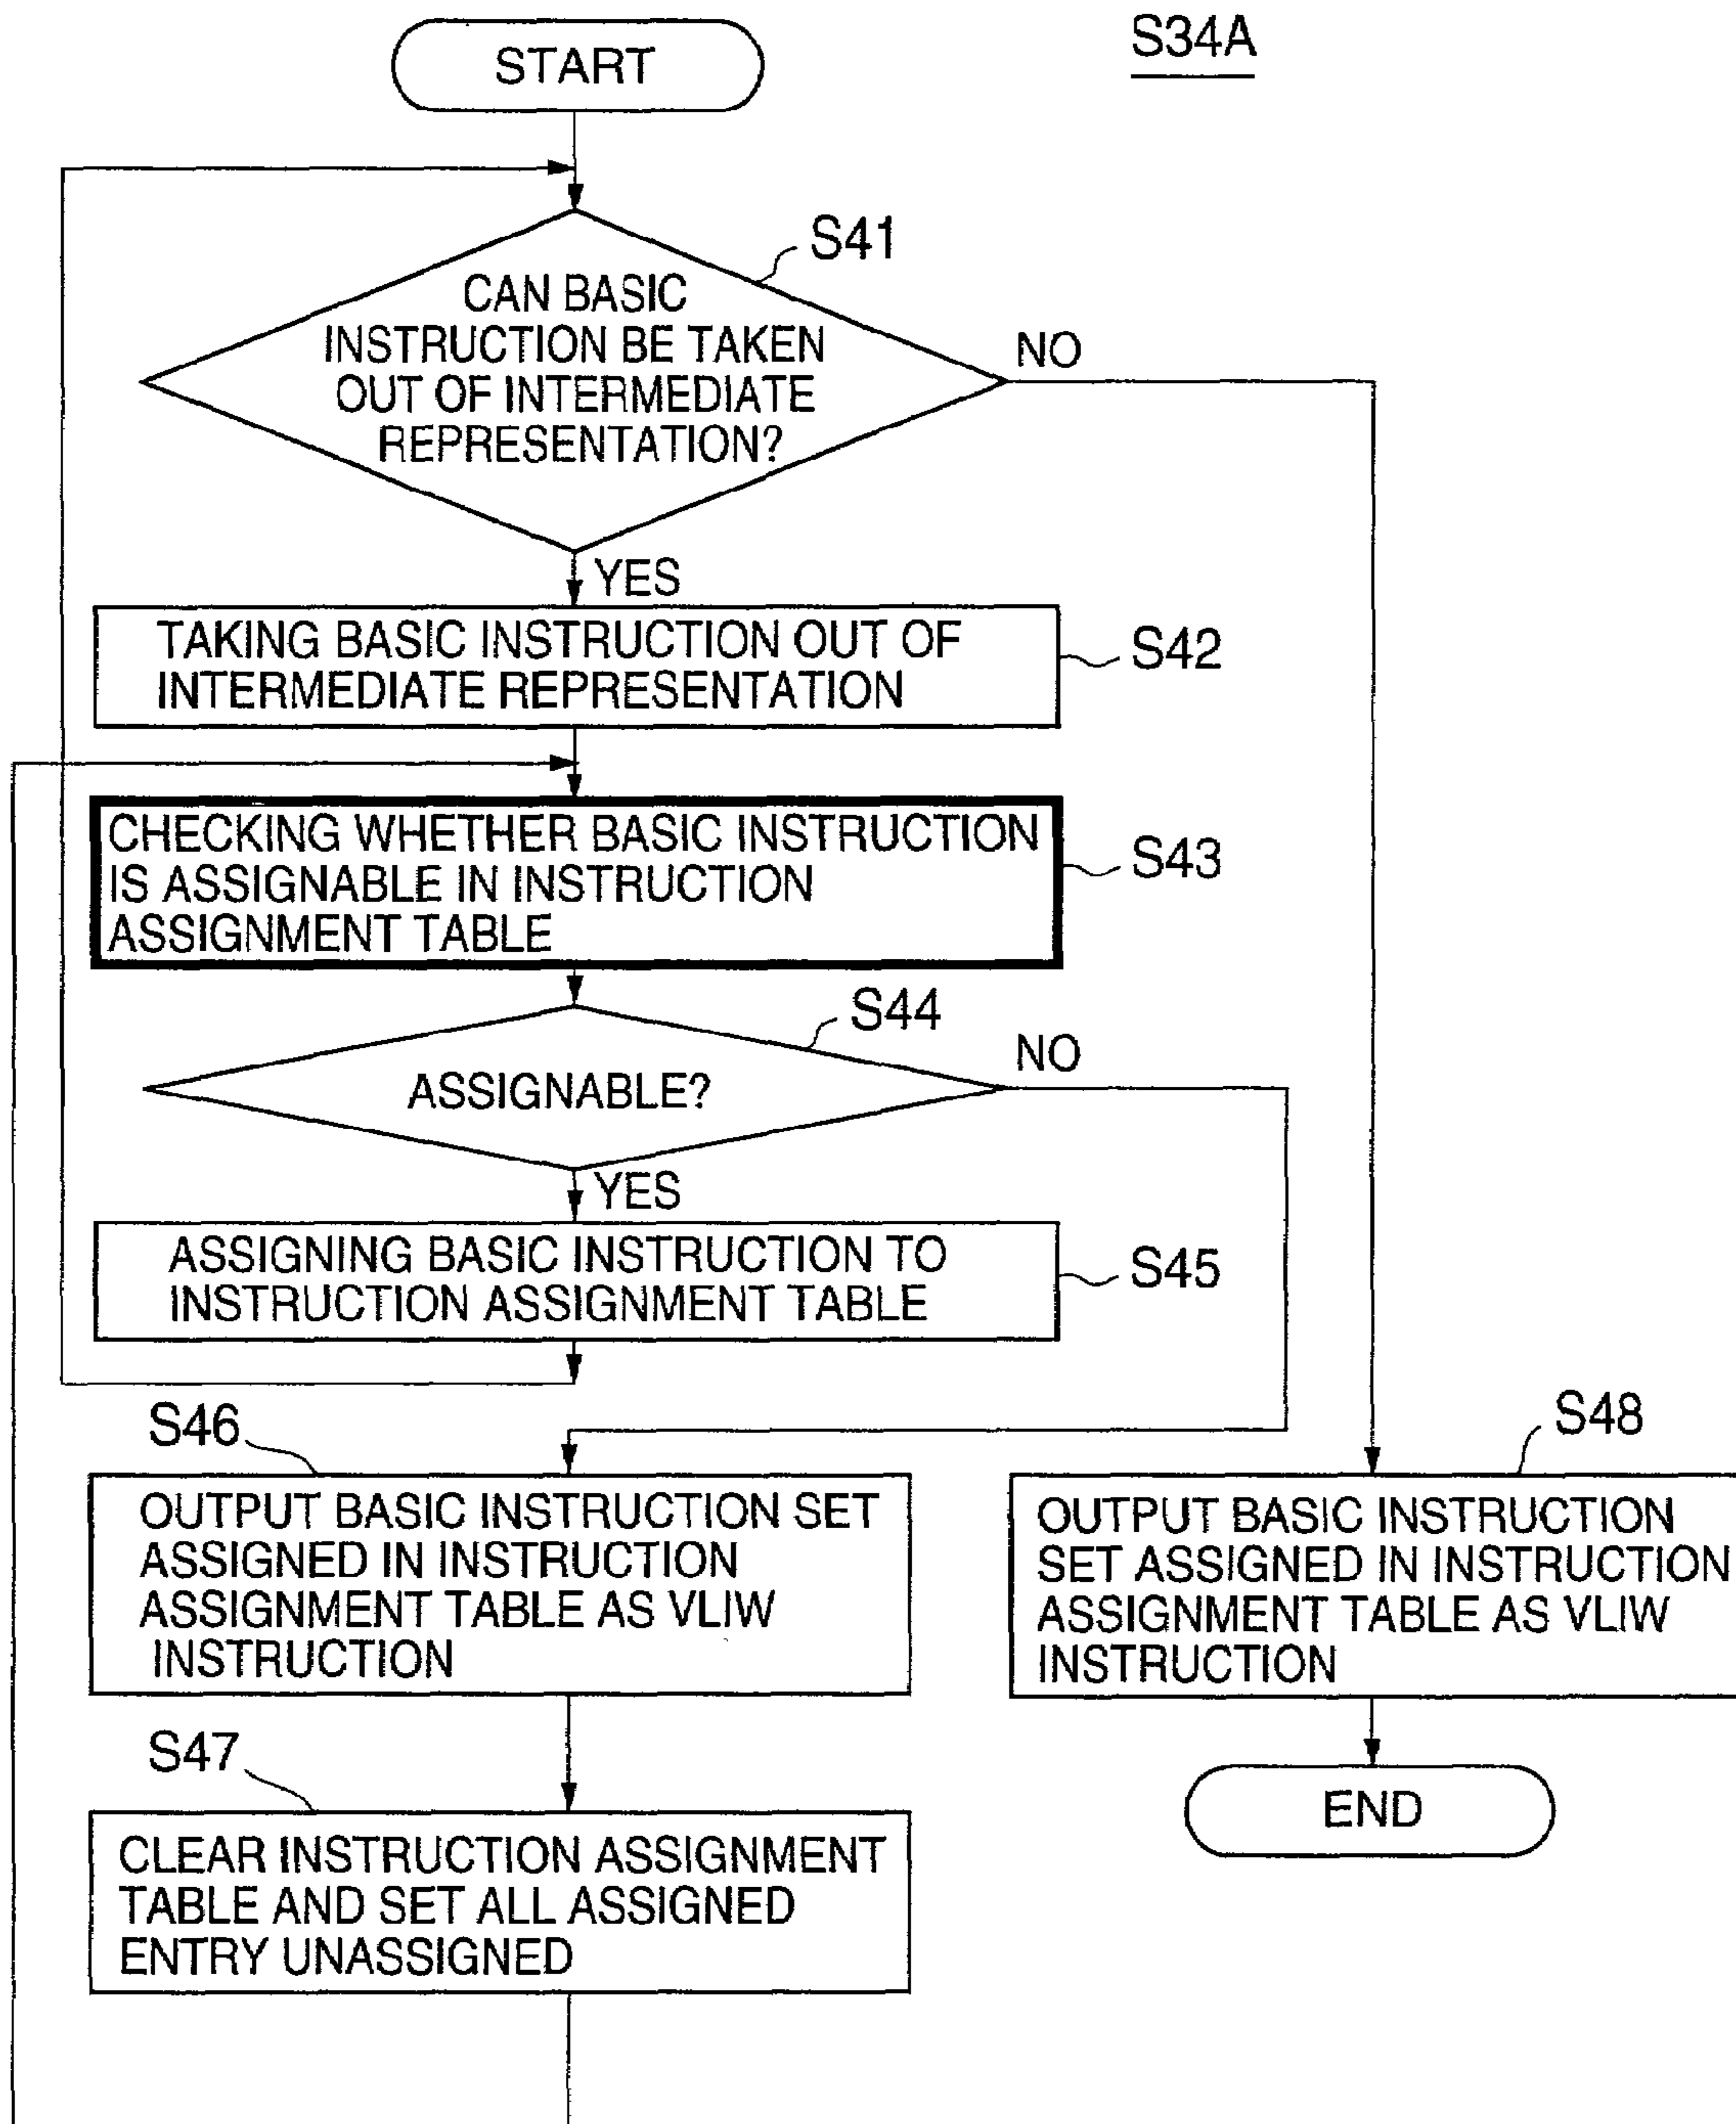 S34A
START
S41
CAN BASIC
INSTRUCTION BE TAKEN
OUT OF INTERMEDIATE
REPRESENTATION?
NO
YES
TAKING BASIC INSTRUCTION OUT OF
INTERMEDIATE REPRESENTATION
S42
CHECKING WHETHER BASIC INSTRUCTION
IS ASSIGNABLE IN INSTRUCTION
ASSIGNMENT TABLE
S43
S44
ASSIGNABLE?
NO
YES
ASSIGNING BASIC INSTRUCTION TO
INSTRUCTION ASSIGNMENT TABLE
S45
S46
OUTPUT BASIC INSTRUCTION SET
ASSIGNED IN INSTRUCTION
ASSIGNMENT TABLE AS VLIW
INSTRUCTION
S48
OUTPUT BASIC INSTRUCTION
SET ASSIGNED IN INSTRUCTION
ASSIGNMENT TABLE AS VLIW
INSTRUCTION
S47
CLEAR INSTRUCTION ASSIGNMENT
TABLE AND SET ALL ASSIGNED
ENTRY UNASSIGNED
END